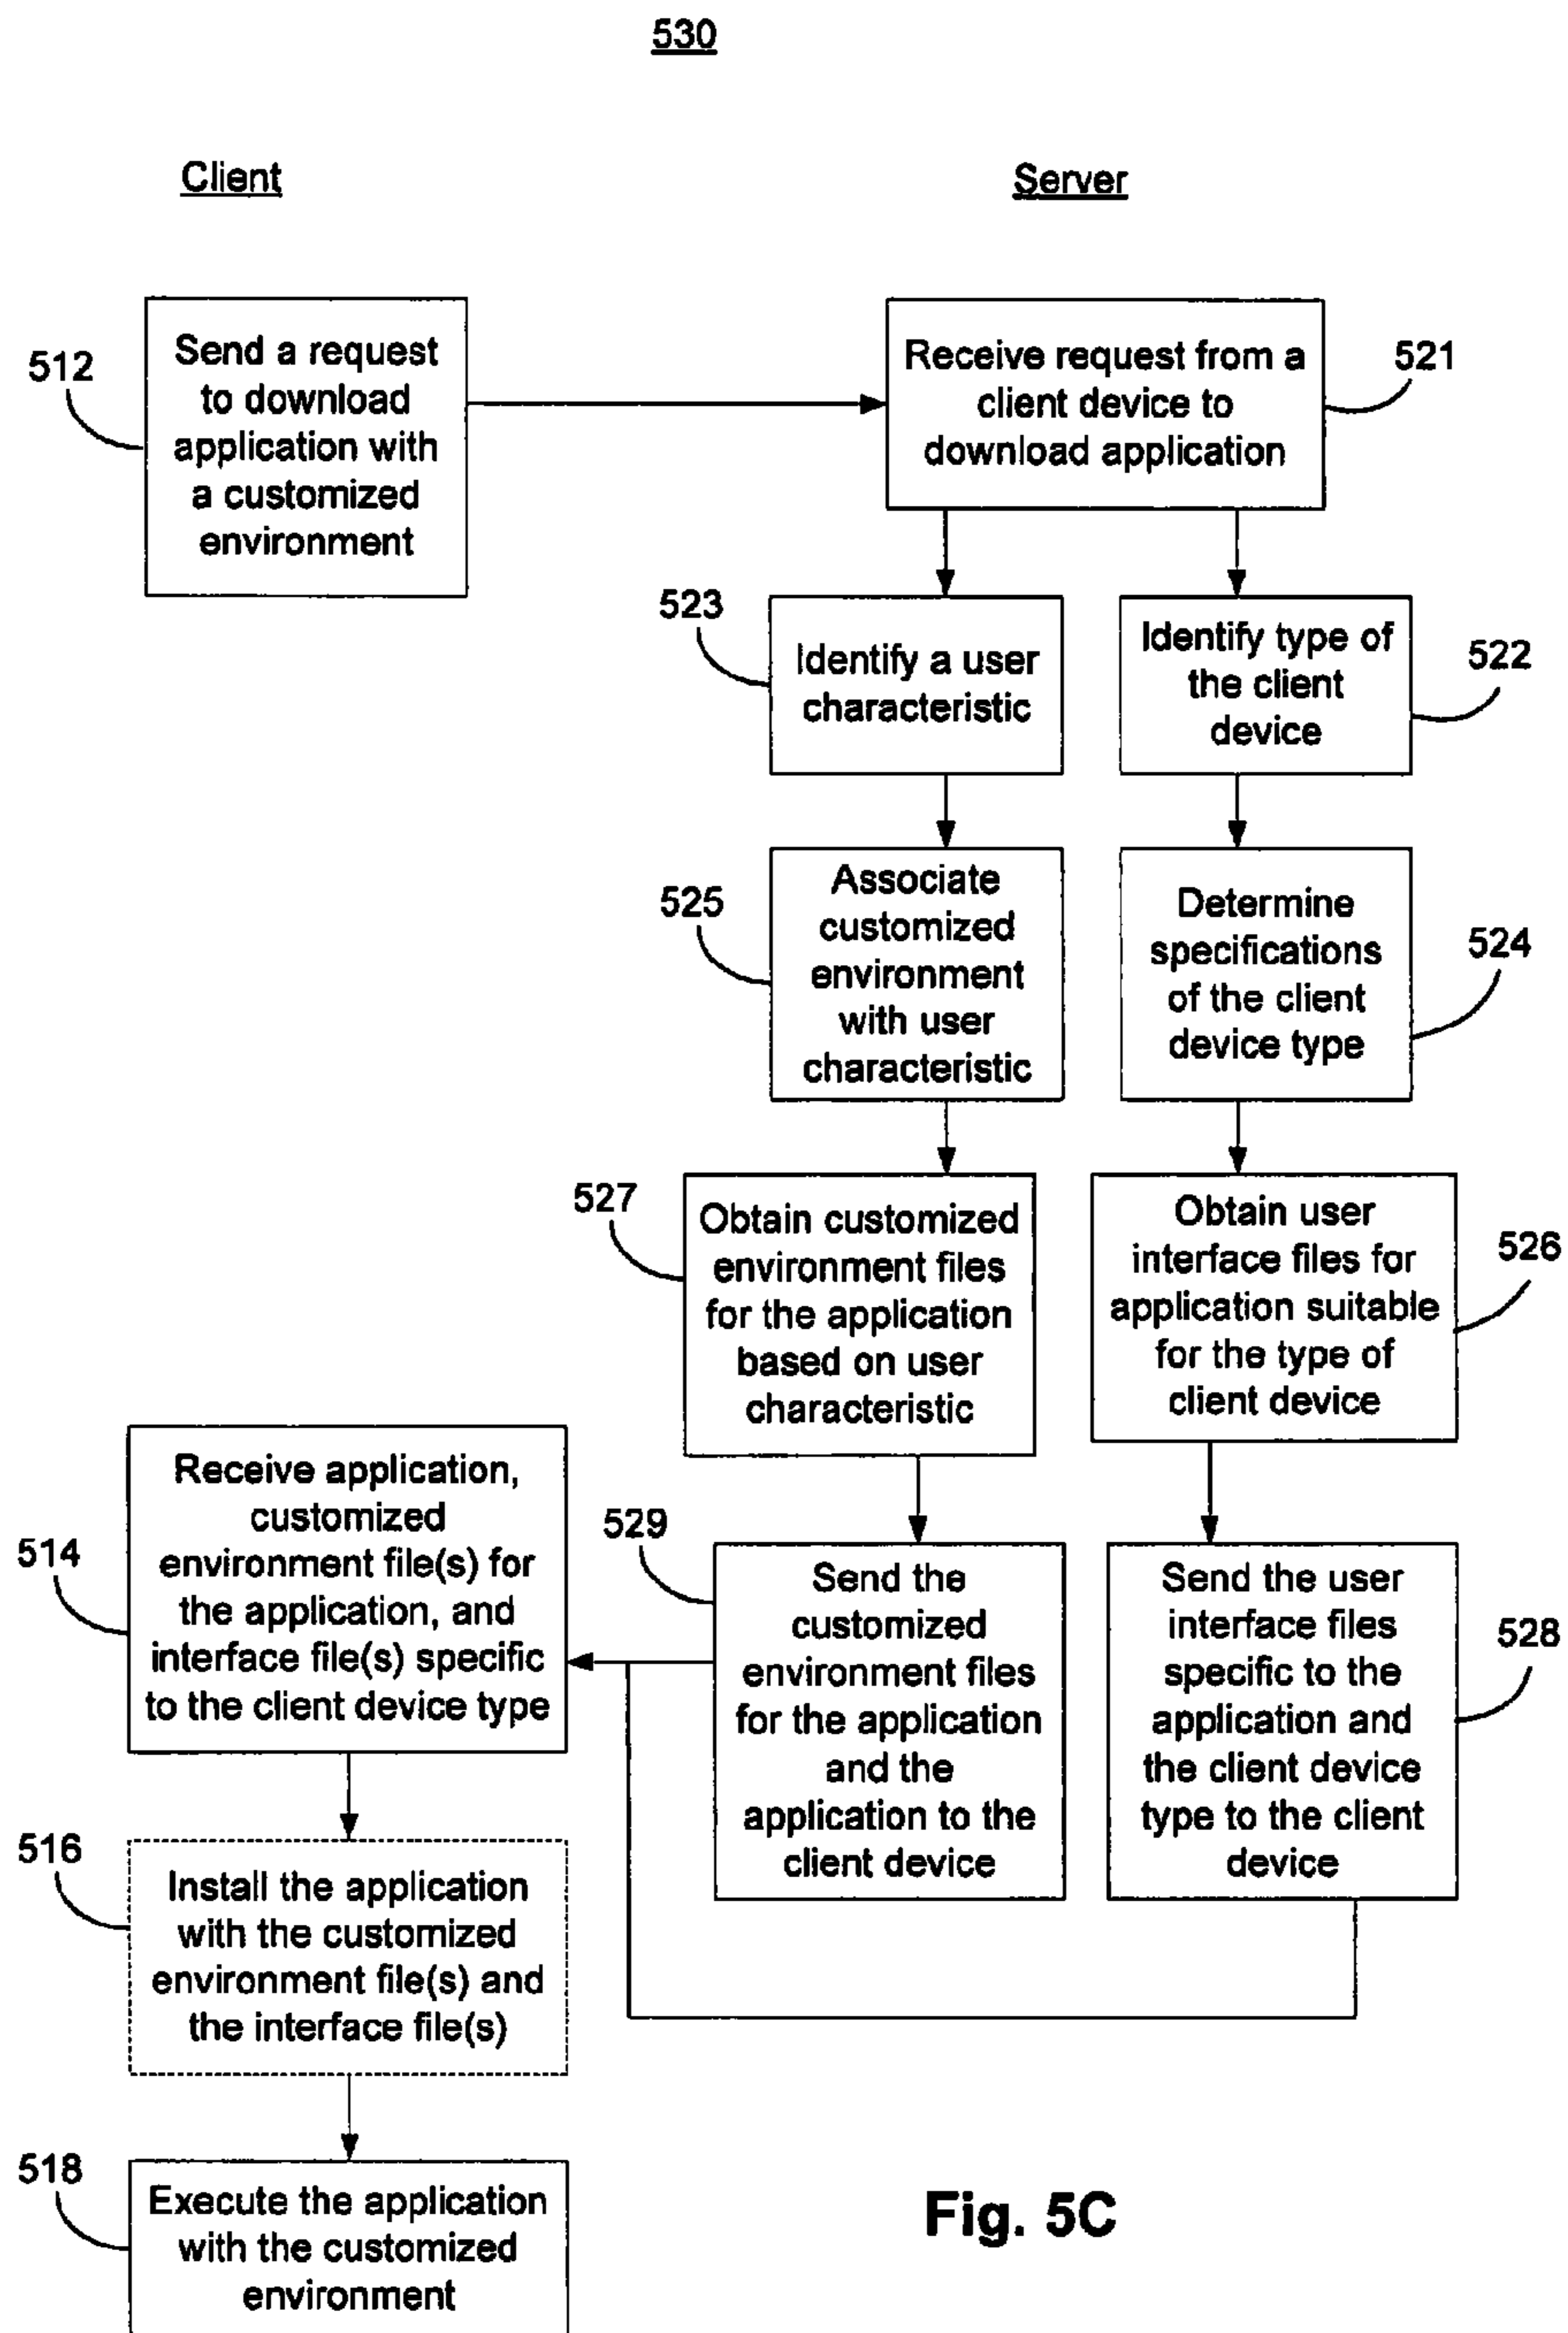 530
Client
Server
512
Send a request
to download
application with
a customized
environment
Receive request from a
client device to
download application
521
523
Identify a user
characteristic
Identify type of
the client
device
522
525
Associate
customized
environment
with user
characteristic
Determine
specifications
of the client
device type
524
527
Obtain customized
environment files
for the application
based on user
characteristic
Obtain user
interface files for
application suitable
for the type of
client device
526
514
Receive application,
customized
environment file(s) for
the application, and
interface file(s) specific
to the client device type
529
Send the
customized
environment files
for the application
and the
application to the
client device
Send the user
interface files
specific to the
application and
the client device
type to the client
device
528
516
Install the application
with the customized
environment file(s) and
the interface file(s)
518
Execute the application
with the customized
environment
Fig. 5C